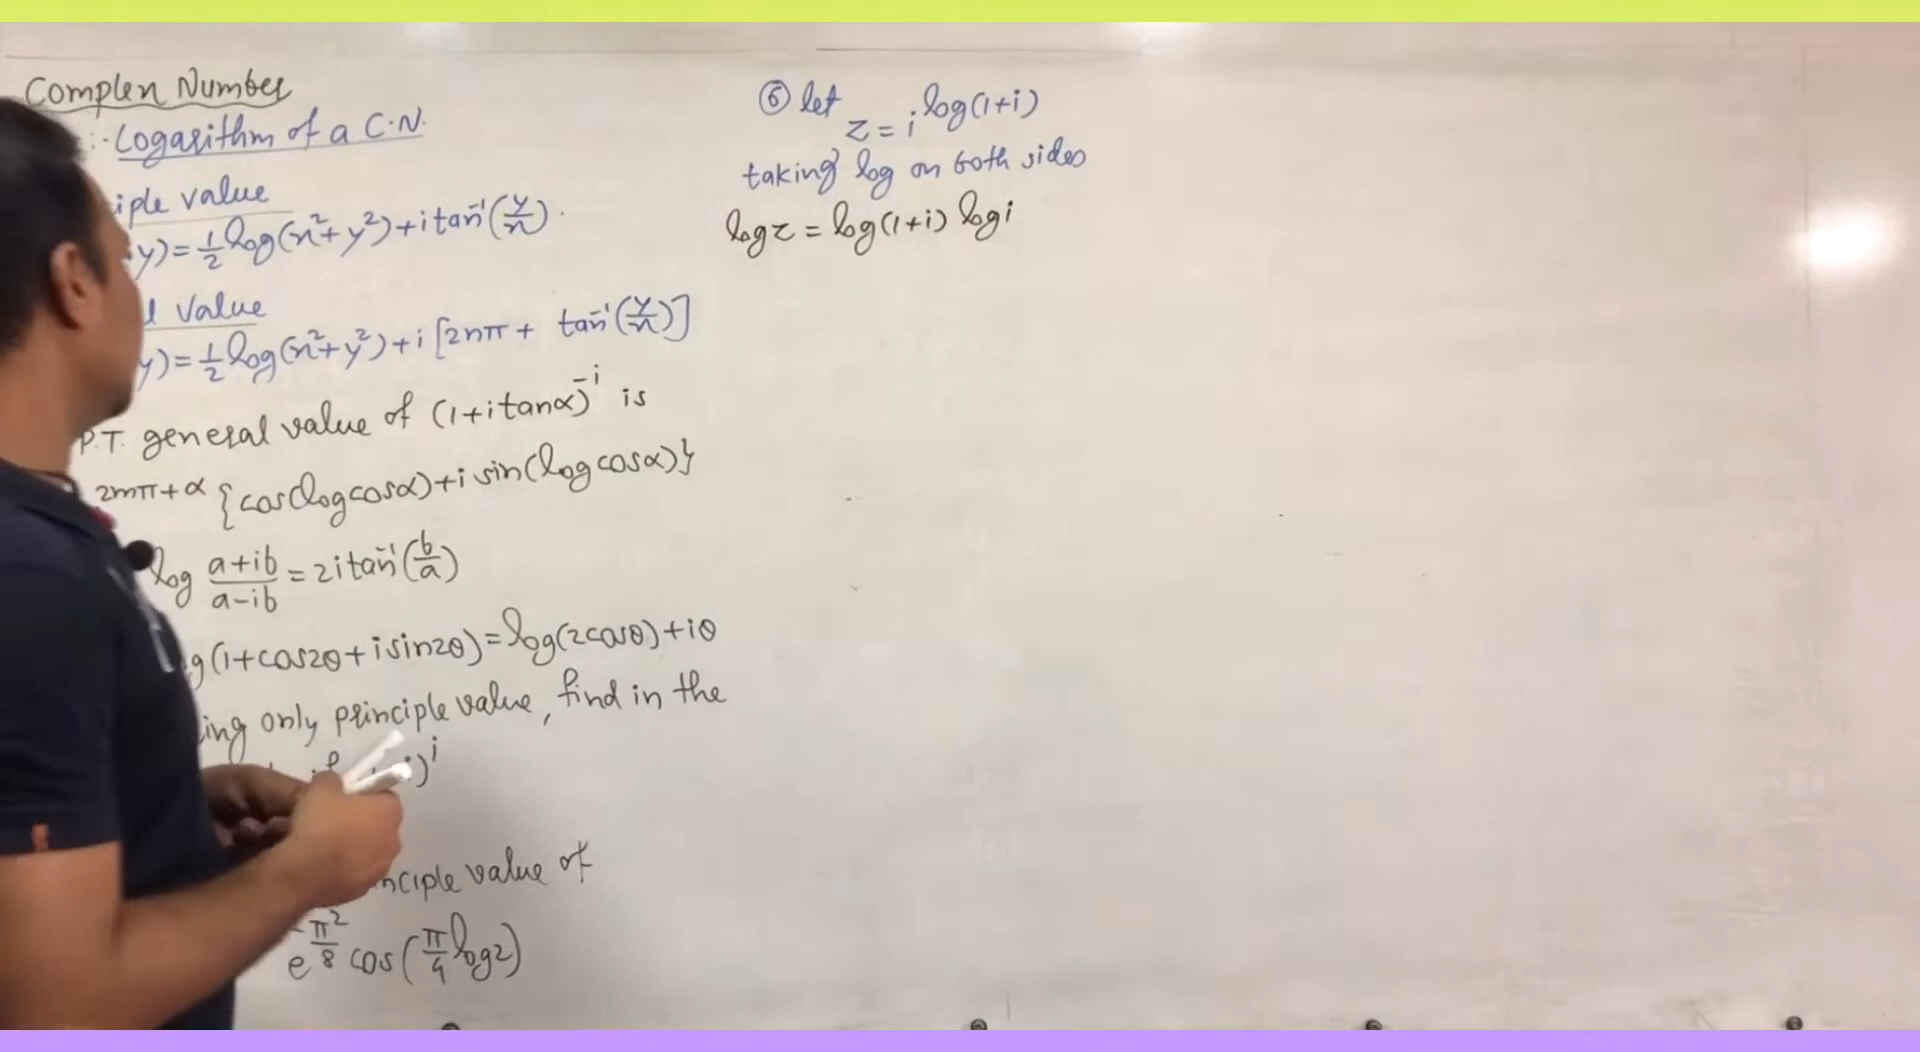 Complen Number
Logarithm of a C.N.
iple value
y) = 1/2 log(x²+y²) + i tan⁻¹(y/x).
l value
y) = 1/2 log(x²+y²) + i [2nπ + tan⁻¹(y/x)]
P.T. general value of (1+i tanα)⁻ⁱ is
2mπ+α {cos(log cosα) + i sin(log cosα)}
log (a+ib)/(a-ib) = 2i tan⁻¹(b/a)
g(1+cos2θ+i sin2θ) = log(2cosθ) + iθ
ing only principle value, find in the
)ⁱ
nciple value of
e^(-π²/8) cos(π/4 log2)
⑥ let z = i^log(1+i)
taking log on both sides
log z = log(1+i) log i